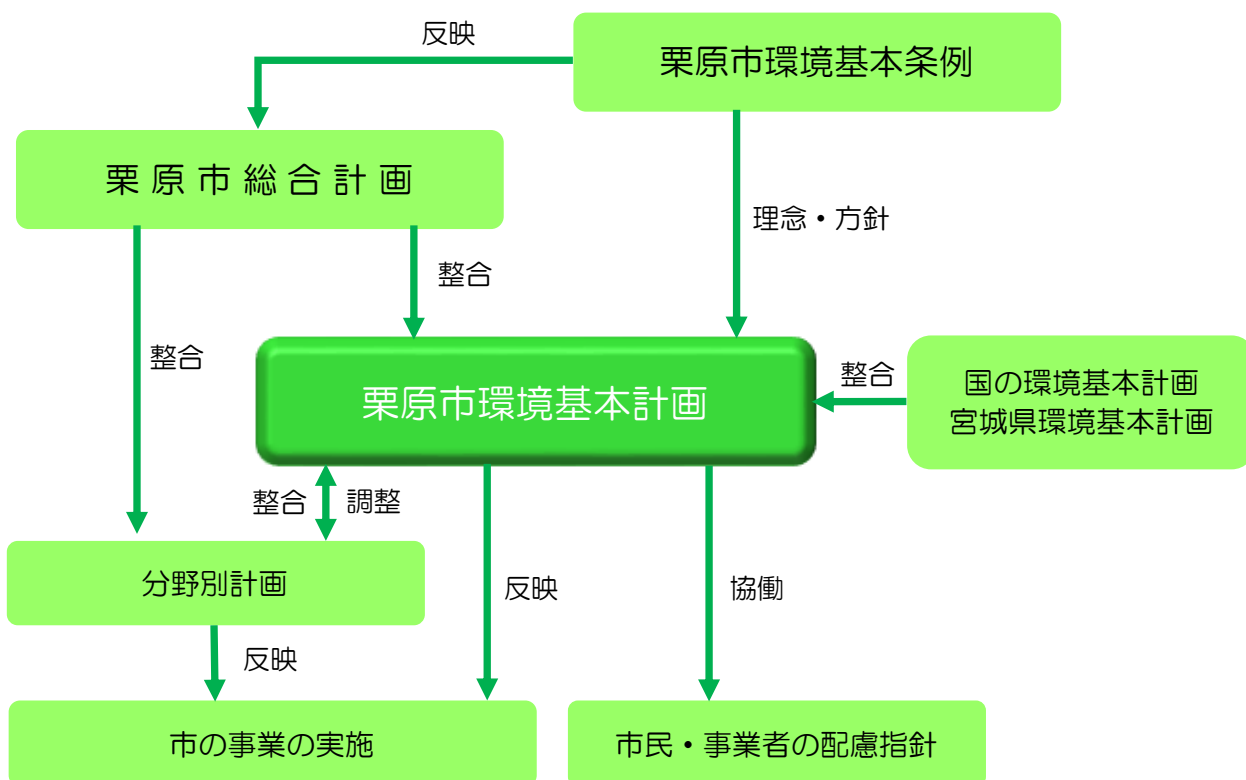 反映
栗原市環境基本条例
栗原市総合計画
理念・方針
整合
整合
栗原市環境基本計画
整合
国の環境基本計画
宮城県環境基本計画
整合 調整
分野別計画
反映
協働
反映
市の事業の実施
市民・事業者の配慮指針